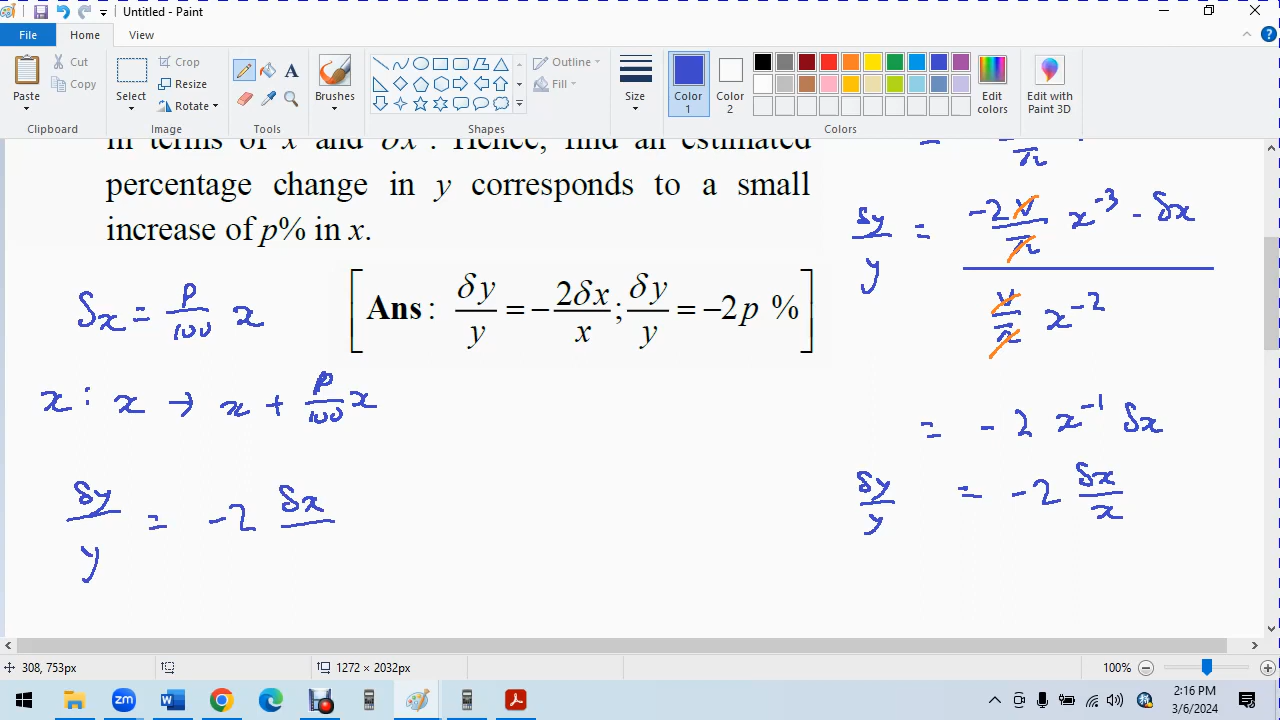 Untitled - Paint
File Home View
Paste
Cut
Copy
Clipboard
Select
Crop
Resize
Rotate
Image
Tools
Brushes
Shapes
Outline
Fill
Size
Color 1
Color 2
Edit colors
Colors
Edit with Paint 3D
in terms of x and δx . Hence, find an estimated
percentage change in y corresponds to a small
increase of p% in x.
[Ans: δy/y = −2δx/x ; δy/y = −2p %]
δx = p/100 x
x : x → x + p/100 x
δy/y = -2 δx
= π
δy/y = (-2 V/π x⁻³ - δx) / (V/π x⁻²)
= -2 x⁻¹ δx
δy/y = -2 δx/x
308, 753px
1272 × 2032px
100%
zm
W
2:16 PM
3/6/2024